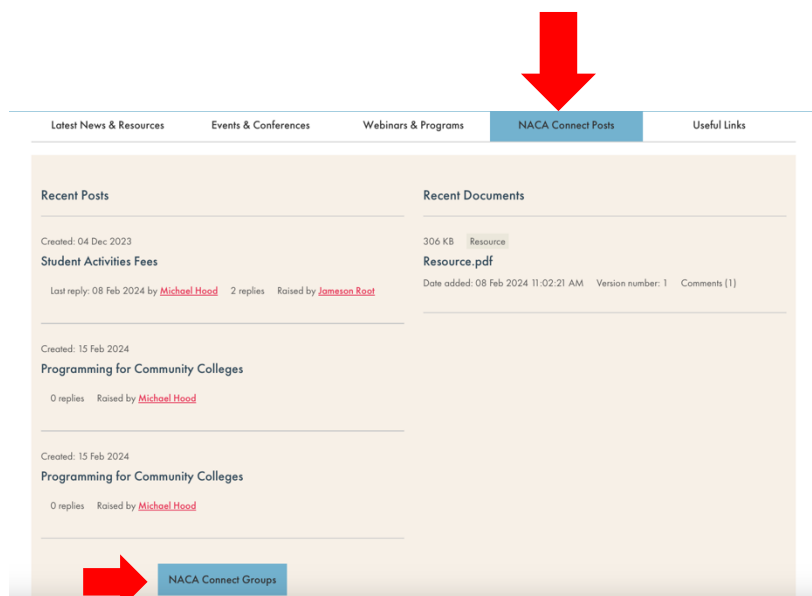 Latest News & Resources Events & Conferences Webinars & Programs NACA Connect Posts Useful Links
Recent Posts
Created: 04 Dec 2023
Student Activities Fees
Last reply: 08 Feb 2024 by Michael Hood 2 replies Raised by Jameson Root
Created: 15 Feb 2024
Programming for Community Colleges
0 replies Raised by Michael Hood
Created: 15 Feb 2024
Programming for Community Colleges
0 replies Raised by Michael Hood
NACA Connect Groups
Recent Documents
306 KB Resource
Resource.pdf
Date added: 08 Feb 2024 11:02:21 AM Version number: 1 Comments (1)